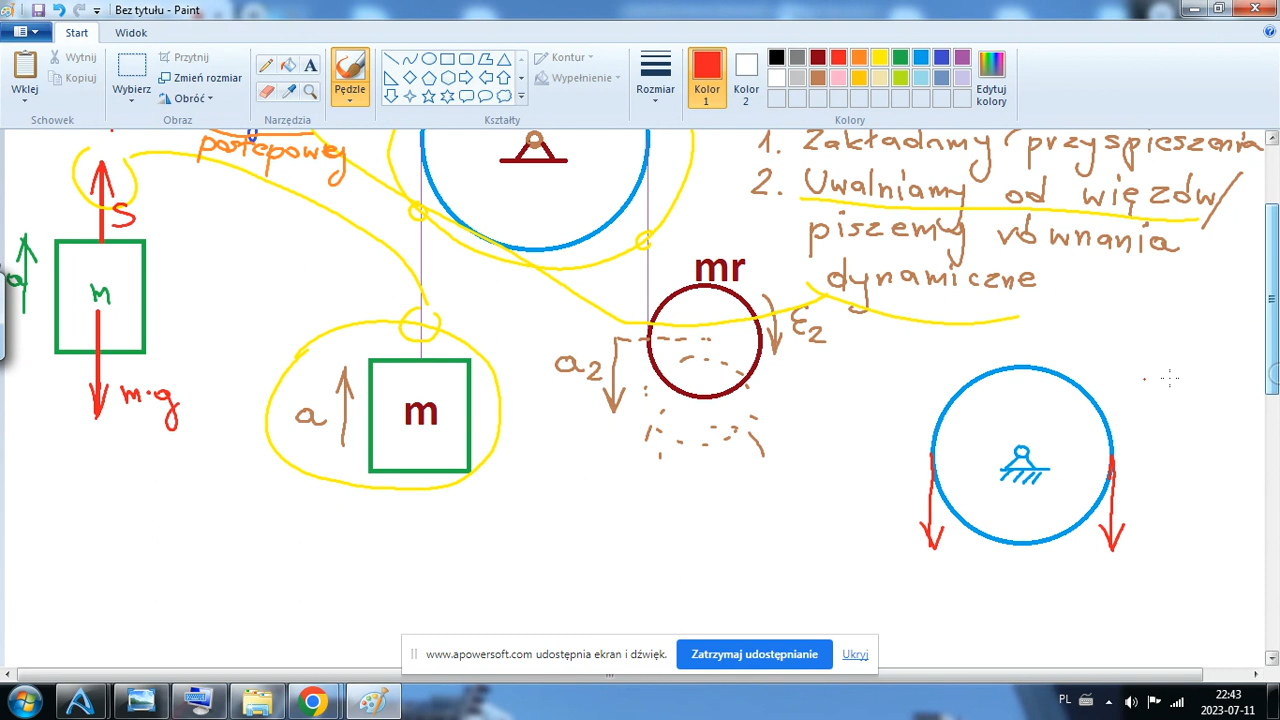 Bez tytułu - Paint
Start
Widok
Wklej
Wytnij
Kopiuj
Schowek
Wybierz
Przytnij
Zmień rozmiar
Obróć
Obraz
Narzędzia
Pędzle
Kształty
Kontur
Wypełnienie
Rozmiar
Kolor 1
Kolor 2
Edytuj kolory
Kolory
postępowej
1. Zakładamy przyspieszenia
2. Uwalniamy od więzów/
piszemy równania
dynamiczne
S
a
m
m·g
a
m
mr
a2
ε2
www.apowersoft.com udostępnia ekran i dźwięk.
Zatrzymaj udostępnianie
Ukryj
PL
22:43
2023-07-11